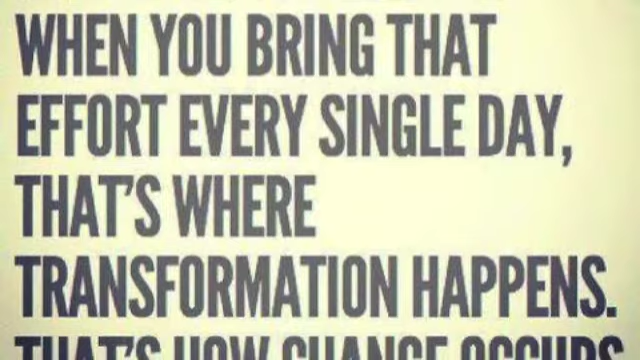 WHEN YOU BRING THAT
EFFORT EVERY SINGLE DAY,
THAT'S WHERE
TRANSFORMATION HAPPENS.
THAT'S HOW CHANGE OCCURS